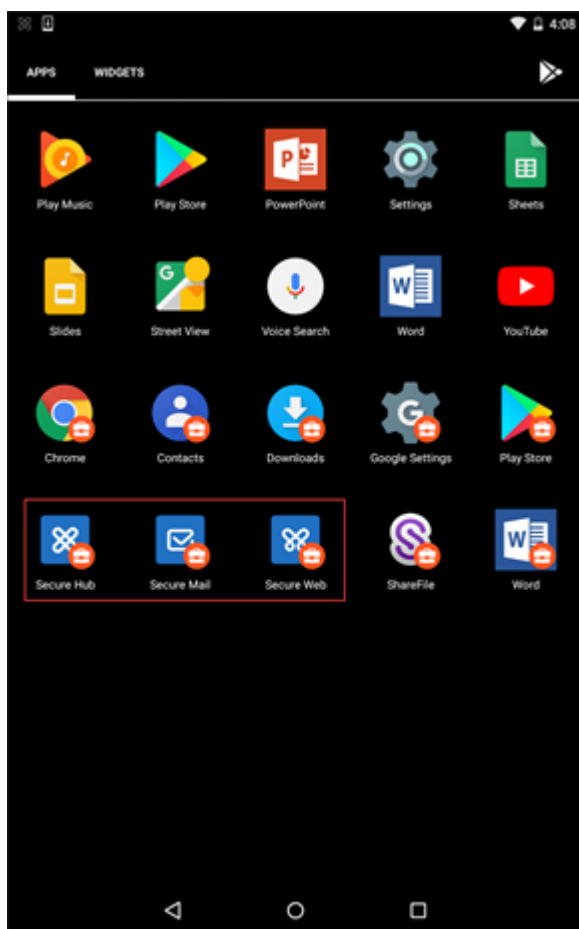 4:08
APPS WIDGETS
Play Music Play Store PowerPoint Settings Sheets
Slides Street View Voice Search Word YouTube
Chrome Contacts Downloads Google Settings Play Store
Secure Hub Secure Mail Secure Web ShareFile Word